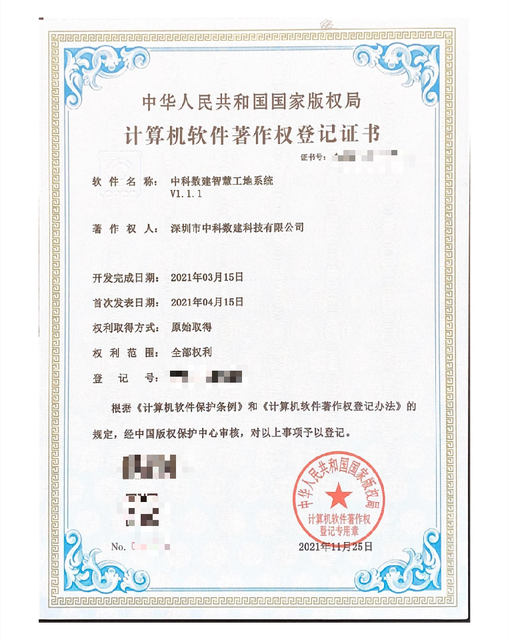 中华人民共和国国家版权局
计算机软件著作权登记证书
证书号：
软件名称： 中科数建智慧工地系统
V1.1.1
著作权人： 深圳市中科数建科技有限公司
开发完成日期： 2021年03月15日
首次发表日期： 2021年04月15日
权利取得方式： 原始取得
权利范围： 全部权利
登记号：
根据《计算机软件保护条例》和《计算机软件著作权登记办法》的
规定，经中国版权保护中心审核，对以上事项予以登记。
中华人民共和国国家版权局
计算机软件著作权
登记专用章
No.
2021年11月25日